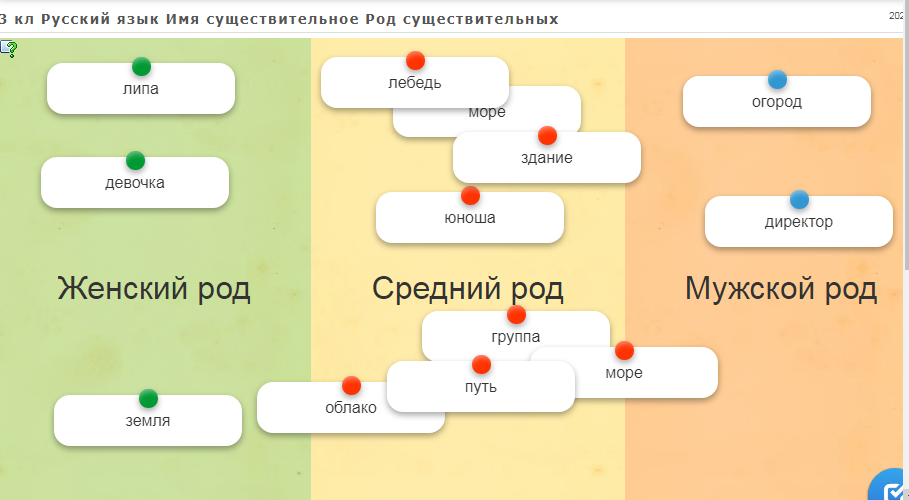 3 кл Русский язык Имя существительное Род существительных
202
липа
лебедь
море
огород
здание
девочка
юноша
директор
Женский род
Средний род
Мужской род
группа
море
путь
облако
земля